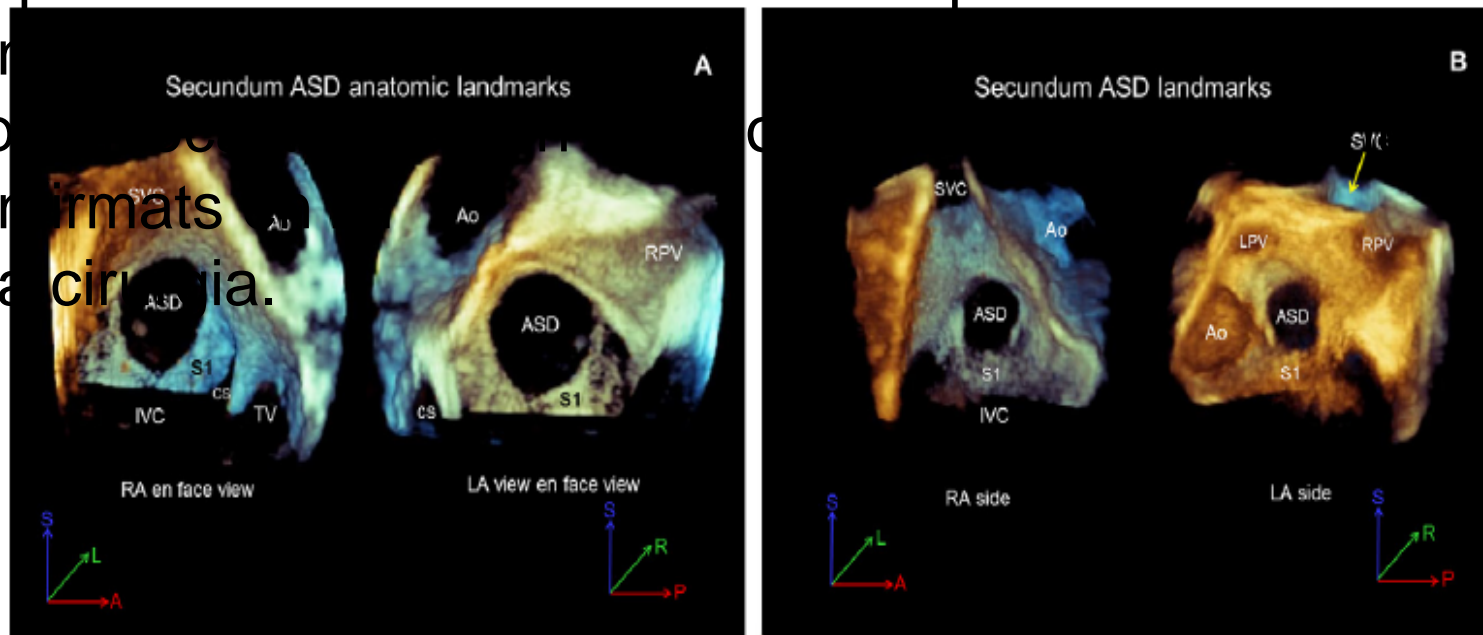 A
Secundum ASD anatomic landmarks
SVC
Ao
ASD
S1
cs
IVC
TV
RA en face view
S
L
A
Ao
RPV
ASD
S1
cs
LA view en face view
S
R
P
B
Secundum ASD landmarks
SVC
Ao
ASD
S1
IVC
RA side
S
L
A
LPV
RPV
Ao
ASD
S1
LA side
S
R
P
irmats
ia.